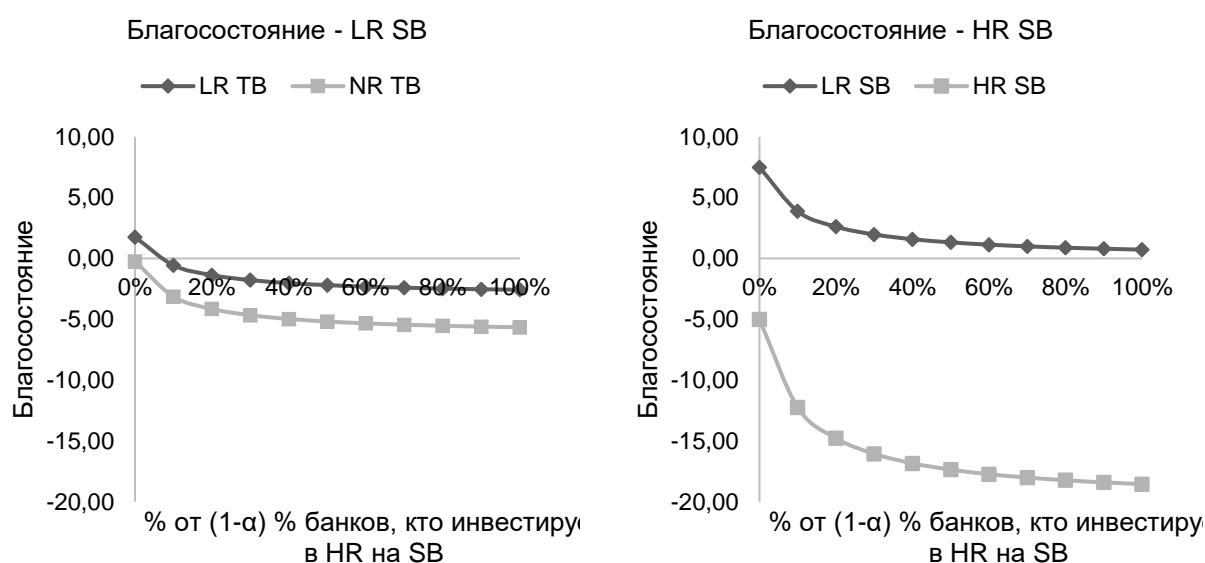 Благосостояние - LR SB
LR TB NR TB
10,00
5,00
0,00
-5,00
-10,00
-15,00
-20,00
0% 20% 40% 60% 80% 100%
Благосостояние
% от (1-α) % банков, кто инвестиру
в HR на SB
Благосостояние - HR SB
LR SB HR SB
10,00
5,00
0,00
-5,00
-10,00
-15,00
-20,00
0% 20% 40% 60% 80% 100%
Благосостояние
% от (1-α) % банков, кто инвестиру
в HR на SB